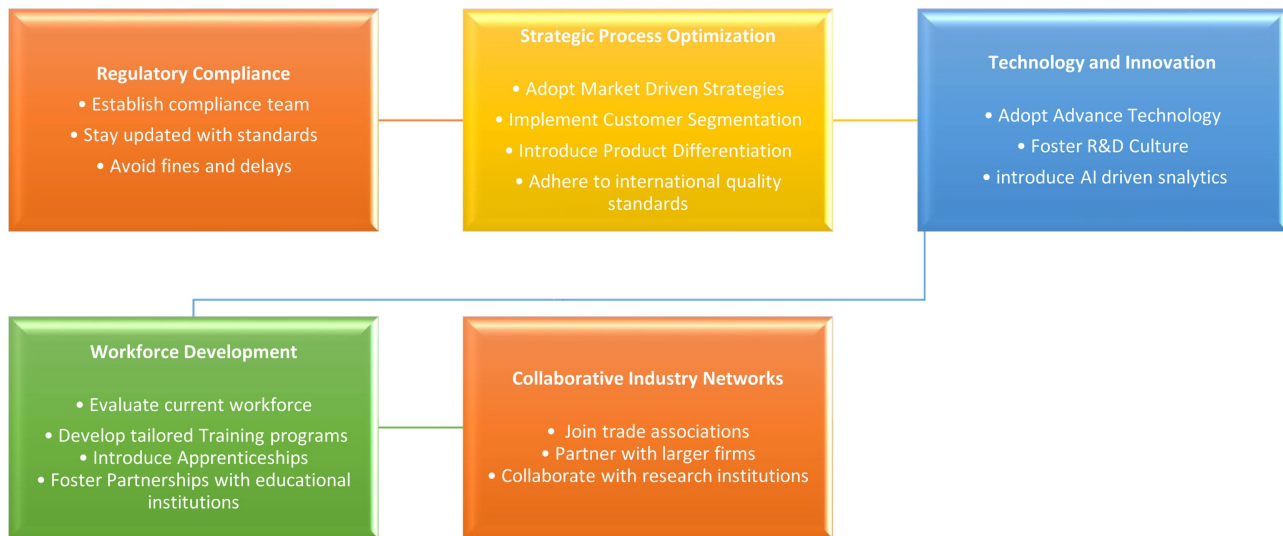 Regulatory Compliance
• Establish compliance team
• Stay updated with standards
• Avoid fines and delays
Strategic Process Optimization
• Adopt Market Driven Strategies
• Implement Customer Segmentation
• Introduce Product Differentiation
• Adhere to international quality
standards
Technology and Innovation
• Adopt Advance Technology
• Foster R&D Culture
• introduce AI driven snalytics
Workforce Development
• Evaluate current workforce
• Develop tailored Training programs
• Introduce Apprenticeships
• Foster Partnerships with educational
institutions
Collaborative Industry Networks
• Join trade associations
• Partner with larger firms
• Collaborate with research institutions